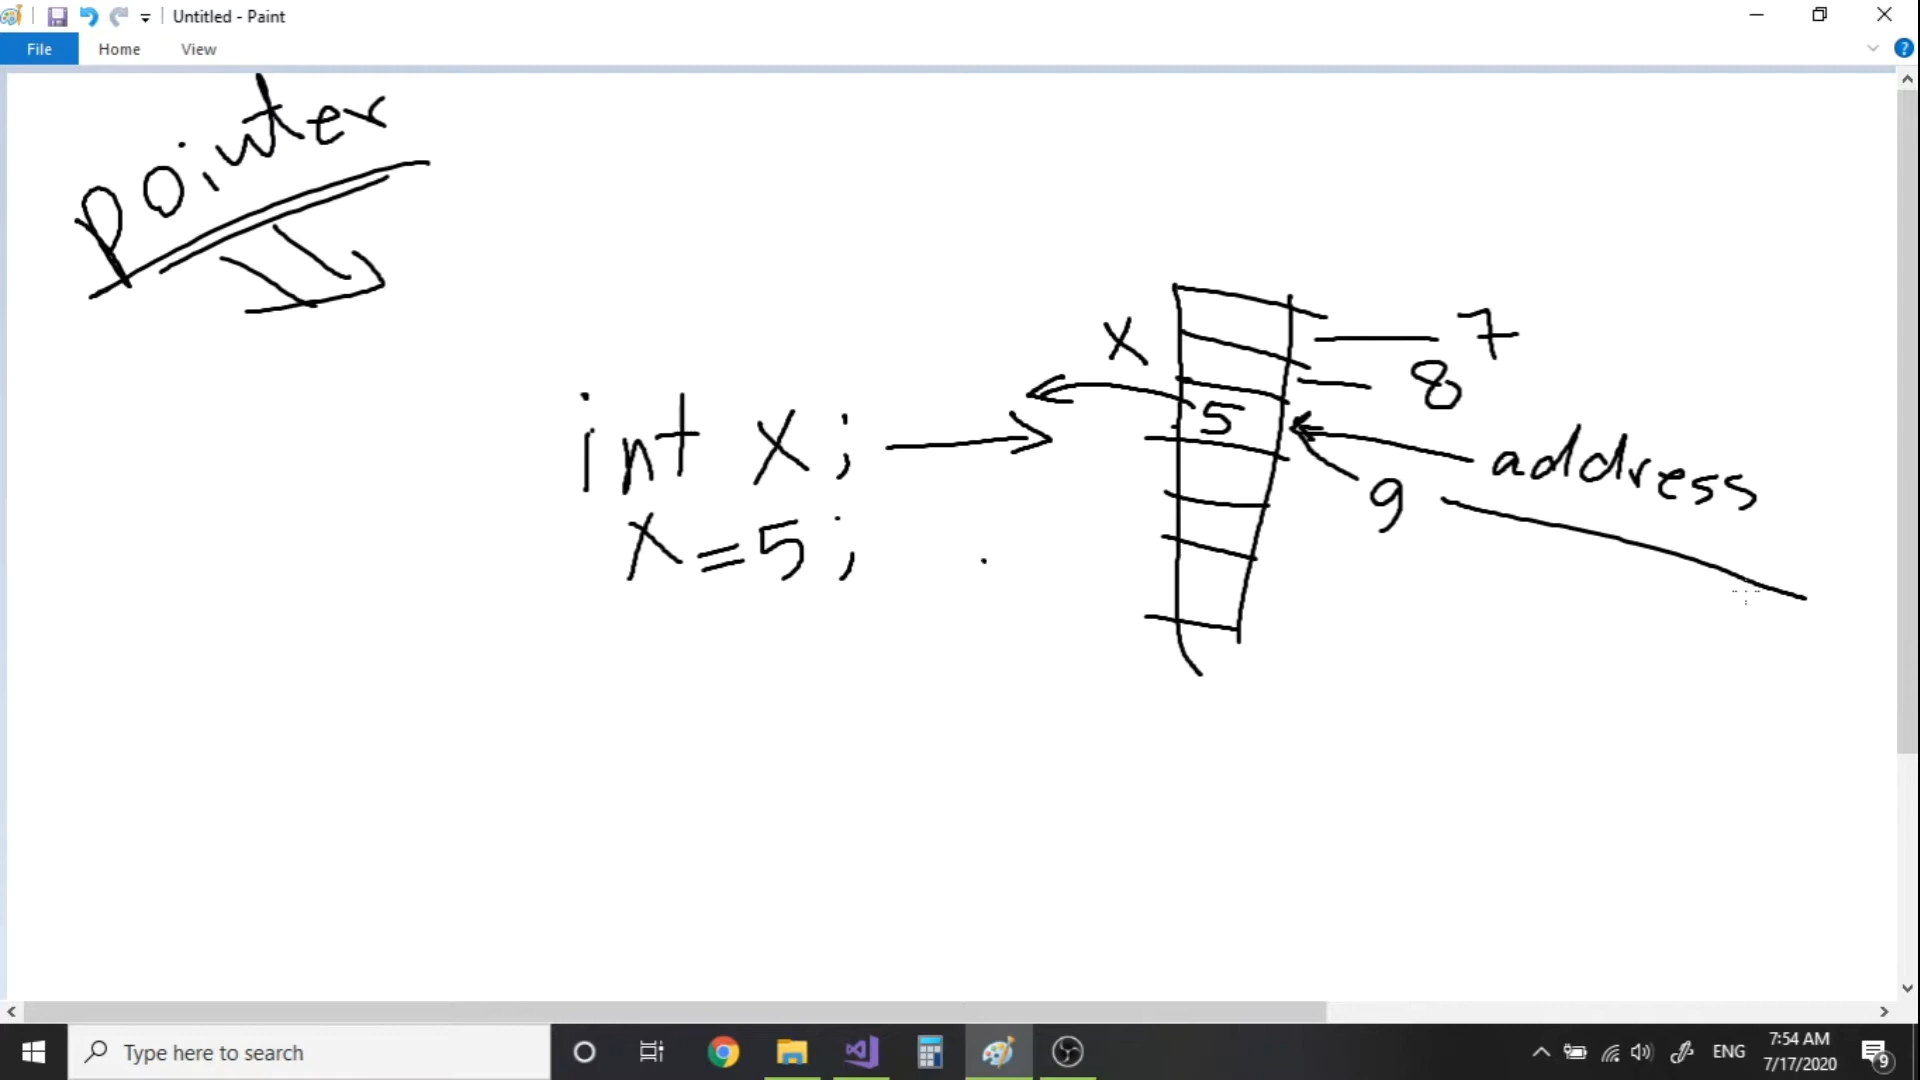 Untitled - Paint
File Home View
pointer
x
7
8
int x;
5
address
9
x=5;
Type here to search
ENG
7:54 AM
7/17/2020
9